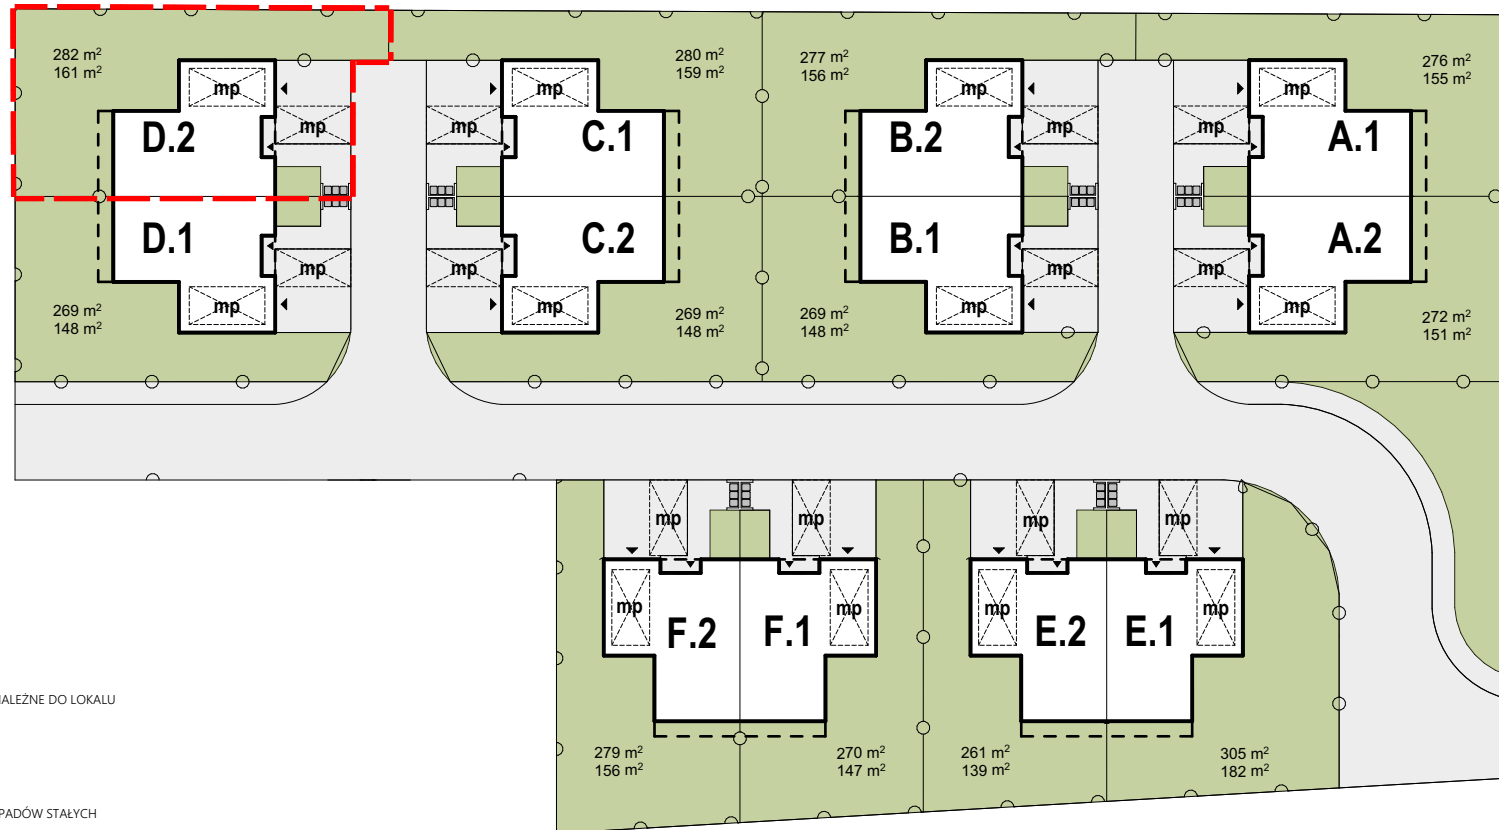 282 m²
161 m²
280 m²
159 m²
277 m²
156 m²
276 m²
155 m²
mp
mp
mp
mp
mp
mp
mp
mp
D.2
C.1
B.2
A.1
D.1
C.2
B.1
A.2
mp
mp
mp
mp
mp
mp
mp
mp
269 m²
148 m²
269 m²
148 m²
269 m²
148 m²
272 m²
151 m²
mp
mp
mp
mp
mp
mp
mp
mp
F.2
F.1
E.2
E.1
279 m²
156 m²
270 m²
147 m²
261 m²
139 m²
305 m²
182 m²
DO LOKALU
STAŁYCH